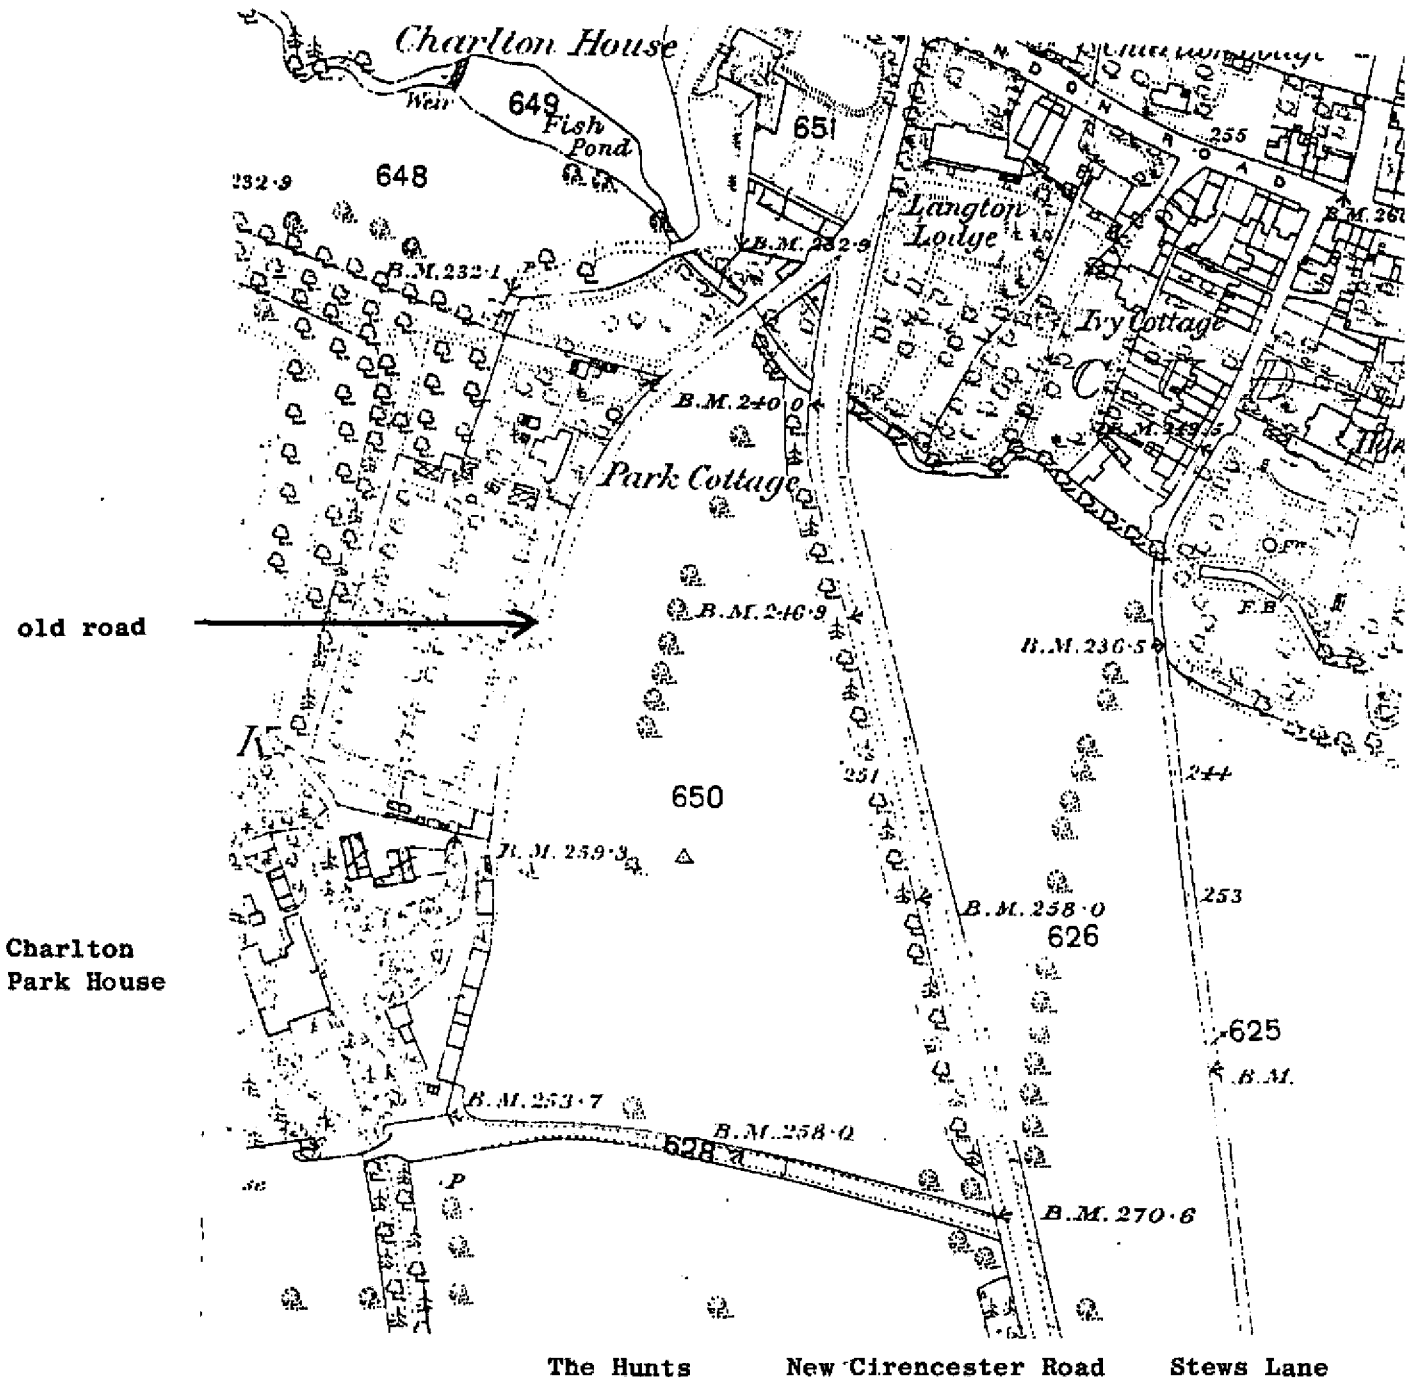 Charlton House
Weir
649
Fish
Pond
651
255
N D O N R O A D
232·9
648
Langton
Lodge
B.M. 232·9
B.M. 232·1
P
Ivy Cottage
C
B.M. 240·0
B.M. 249·5
Park Cottage
F.B.
old road
B.M. 246·9
B.M. 236·5
K
251
244
650
B.M. 259·3
253
B.M. 258·0
626
Charlton
Park House
625
B.M.
B.M. 253·7
B.M. 258·0
628 a
P
B.M. 270·6
The Hunts New Cirencester Road Stews Lane